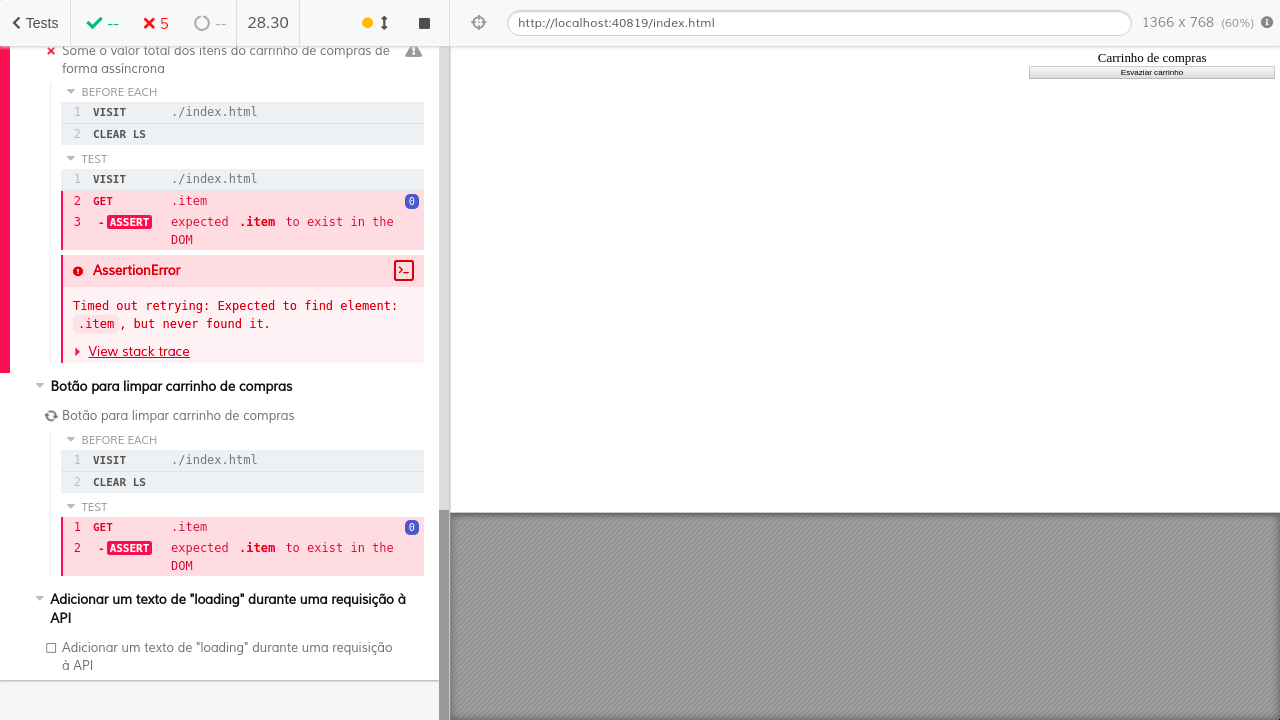 Tests
--
5
--
28.30
http://localhost:40819/index.html
1366 x 768 (60%)
Some o valor total dos itens do carrinho de compras de
forma assíncrona
BEFORE EACH
1 VISIT ./index.html
2 CLEAR LS
TEST
1 VISIT ./index.html
2 GET .item 0
3 -ASSERT expected .item to exist in the
DOM
AssertionError
Timed out retrying: Expected to find element:
.item, but never found it.
View stack trace
Botão para limpar carrinho de compras
Botão para limpar carrinho de compras
BEFORE EACH
1 VISIT ./index.html
2 CLEAR LS
TEST
1 GET .item 0
2 -ASSERT expected .item to exist in the
DOM
Adicionar um texto de "loading" durante uma requisição à
API
Adicionar um texto de "loading" durante uma requisição
à API
Carrinho de compras
Esvaziar carrinho